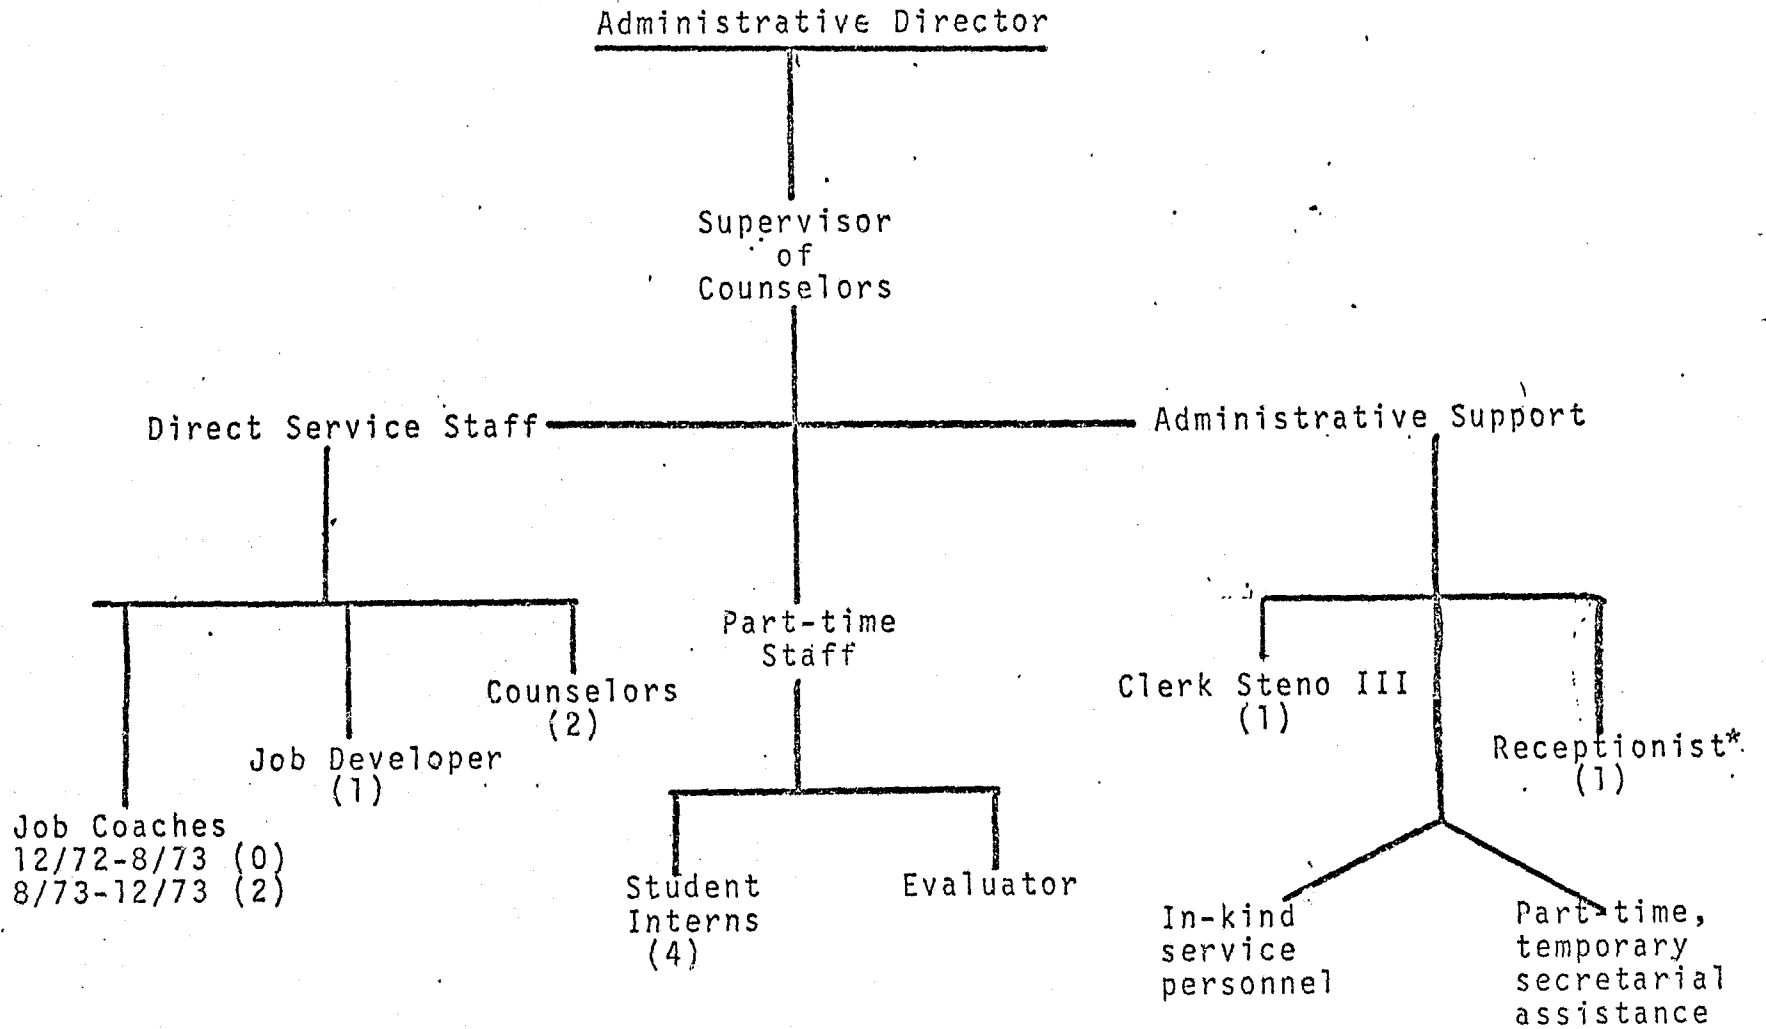 Administrative Director
Supervisor
of
Counselors
Direct Service Staff
Administrative Support
Part-time
Staff
Counselors
(2)
Job Developer
(1)
Job Coaches
12/72-8/73 (0)
8/73-12/73 (2)
Student
Interns
(4)
Evaluator
Clerk Steno III
(1)
Receptionist*
(1)
In-kind
service
personnel
Part-time,
temporary
secretarial
assistance